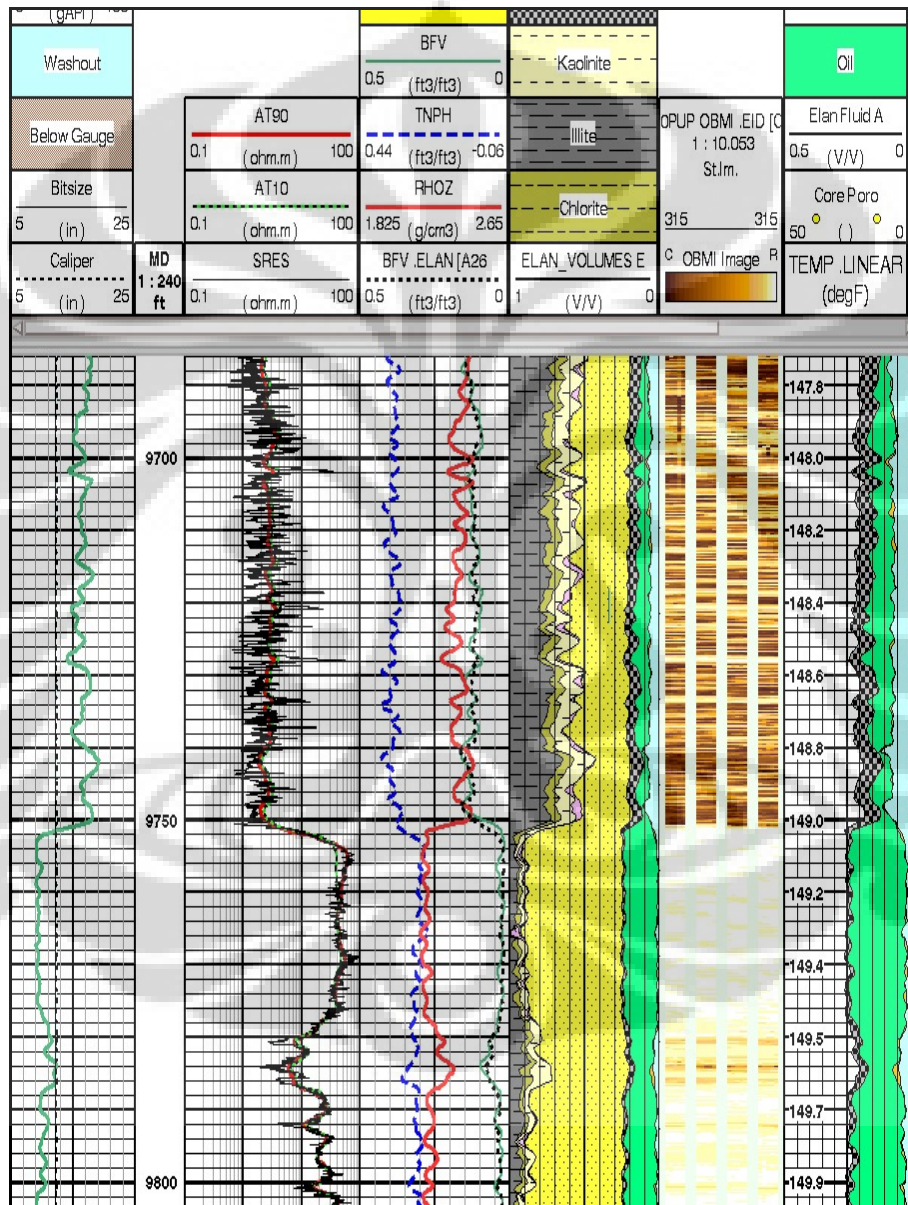 (gAPI)
Washout
BFV
0.5 (ft3/ft3) 0
Kaolinite
Oil
Below Gauge
AT90
0.1 (ohm.m) 100
TNPH
0.44 (ft3/ft3) -0.06
Illite
OPUP OBMI .EID [C
1 : 10.053
St.Im.
315 315
Elan Fluid A
0.5 (V/V) 0
Bitsize
5 (in) 25
AT10
0.1 (ohm.m) 100
RHOZ
1.825 (g/cm3) 2.65
Chlorite
Core Poro
50 () 0
Caliper
5 (in) 25
MD
1 : 240
ft
SRES
0.1 (ohm.m) 100
BFV .ELAN [A26
0.5 (ft3/ft3) 0
ELAN_VOLUMES E
1 (V/V) 0
C OBMI Image R
TEMP .LINEAR
(degF)
147.8
9700 148.0
148.2
148.4
148.6
148.8
9750 149.0
149.2
149.4
149.5
149.7
9800 149.9